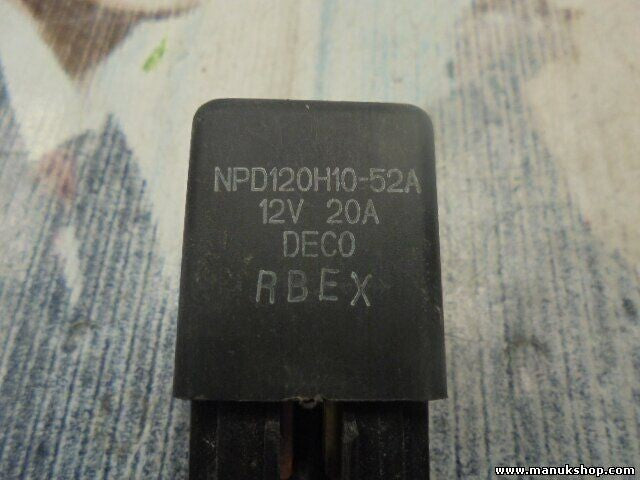 NPD120H10-52A
12V 20A
DECO
RBEX
www.manukshop.com